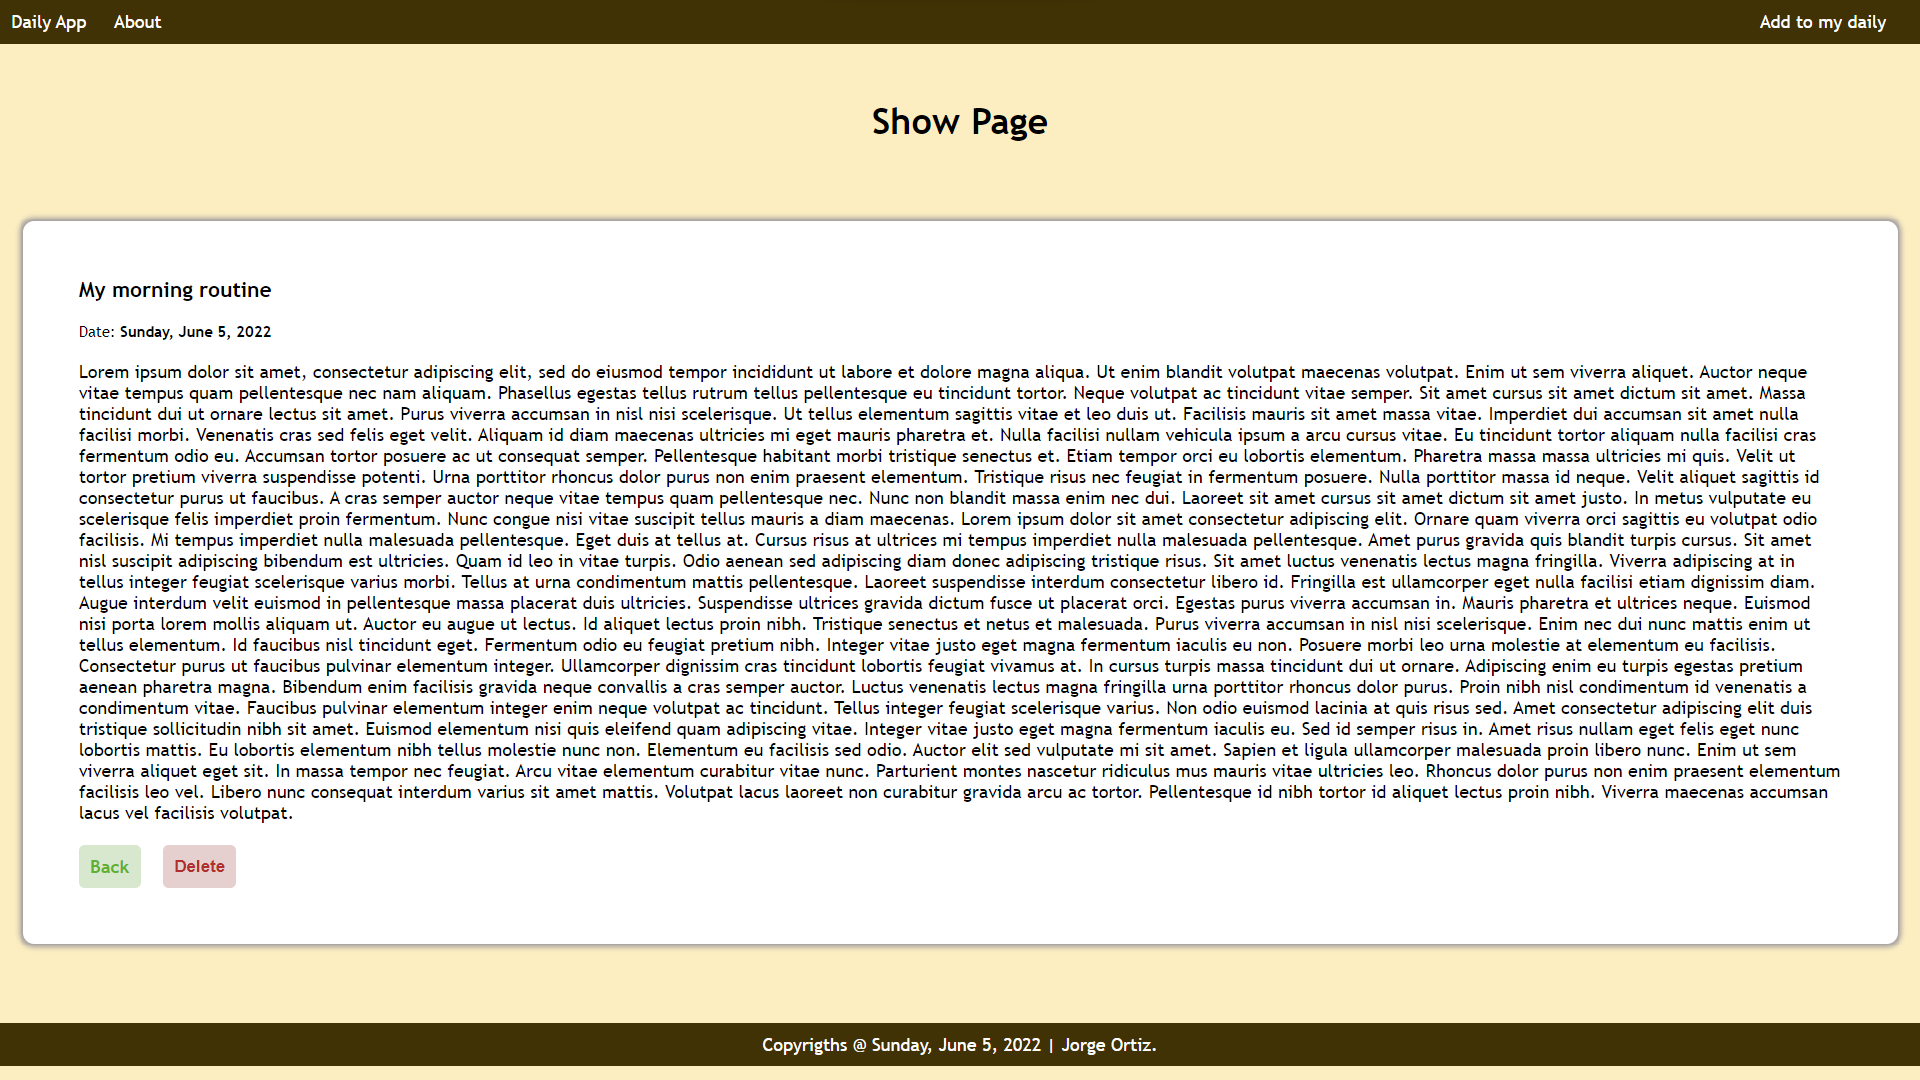 Daily App About Add to my daily
Show Page
My morning routine
Date: Sunday, June 5, 2022
Lorem ipsum dolor sit amet, consectetur adipiscing elit, sed do eiusmod tempor incididunt ut labore et dolore magna aliqua. Ut enim blandit volutpat maecenas volutpat. Enim ut sem viverra aliquet. Auctor neque
vitae tempus quam pellentesque nec nam aliquam. Phasellus egestas tellus rutrum tellus pellentesque eu tincidunt tortor. Neque volutpat ac tincidunt vitae semper. Sit amet cursus sit amet dictum sit amet. Massa
tincidunt dui ut ornare lectus sit amet. Purus viverra accumsan in nisl nisi scelerisque. Ut tellus elementum sagittis vitae et leo duis ut. Facilisis mauris sit amet massa vitae. Imperdiet dui accumsan sit amet nulla
facilisi morbi. Venenatis cras sed felis eget velit. Aliquam id diam maecenas ultricies mi eget mauris pharetra et. Nulla facilisi nullam vehicula ipsum a arcu cursus vitae. Eu tincidunt tortor aliquam nulla facilisi cras
fermentum odio eu. Accumsan tortor posuere ac ut consequat semper. Pellentesque habitant morbi tristique senectus et. Etiam tempor orci eu lobortis elementum. Pharetra massa massa ultricies mi quis. Velit ut
tortor pretium viverra suspendisse potenti. Urna porttitor rhoncus dolor purus non enim praesent elementum. Tristique risus nec feugiat in fermentum posuere. Nulla porttitor massa id neque. Velit aliquet sagittis id
consectetur purus ut faucibus. A cras semper auctor neque vitae tempus quam pellentesque nec. Nunc non blandit massa enim nec dui. Laoreet sit amet cursus sit amet dictum sit amet justo. In metus vulputate eu
scelerisque felis imperdiet proin fermentum. Nunc congue nisi vitae suscipit tellus mauris a diam maecenas. Lorem ipsum dolor sit amet consectetur adipiscing elit. Ornare quam viverra orci sagittis eu volutpat odio
facilisis. Mi tempus imperdiet nulla malesuada pellentesque. Eget duis at tellus at. Cursus risus at ultrices mi tempus imperdiet nulla malesuada pellentesque. Amet purus gravida quis blandit turpis cursus. Sit amet
nisl suscipit adipiscing bibendum est ultricies. Quam id leo in vitae turpis. Odio aenean sed adipiscing diam donec adipiscing tristique risus. Sit amet luctus venenatis lectus magna fringilla. Viverra adipiscing at in
tellus integer feugiat scelerisque varius morbi. Tellus at urna condimentum mattis pellentesque. Laoreet suspendisse interdum consectetur libero id. Fringilla est ullamcorper eget nulla facilisi etiam dignissim diam.
Augue interdum velit euismod in pellentesque massa placerat duis ultricies. Suspendisse ultrices gravida dictum fusce ut placerat orci. Egestas purus viverra accumsan in. Mauris pharetra et ultrices neque. Euismod
nisi porta lorem mollis aliquam ut. Auctor eu augue ut lectus. Id aliquet lectus proin nibh. Tristique senectus et netus et malesuada. Purus viverra accumsan in nisl nisi scelerisque. Enim nec dui nunc mattis enim ut
tellus elementum. Id faucibus nisl tincidunt eget. Fermentum odio eu feugiat pretium nibh. Integer vitae justo eget magna fermentum iaculis eu non. Posuere morbi leo urna molestie at elementum eu facilisis.
Consectetur purus ut faucibus pulvinar elementum integer. Ullamcorper dignissim cras tincidunt lobortis feugiat vivamus at. In cursus turpis massa tincidunt dui ut ornare. Adipiscing enim eu turpis egestas pretium
aenean pharetra magna. Bibendum enim facilisis gravida neque convallis a cras semper auctor. Luctus venenatis lectus magna fringilla urna porttitor rhoncus dolor purus. Proin nibh nisl condimentum id venenatis a
condimentum vitae. Faucibus pulvinar elementum integer enim neque volutpat ac tincidunt. Tellus integer feugiat scelerisque varius. Non odio euismod lacinia at quis risus sed. Amet consectetur adipiscing elit duis
tristique sollicitudin nibh sit amet. Euismod elementum nisi quis eleifend quam adipiscing vitae. Integer vitae justo eget magna fermentum iaculis eu. Sed id semper risus in. Amet risus nullam eget felis eget nunc
lobortis mattis. Eu lobortis elementum nibh tellus molestie nunc non. Elementum eu facilisis sed odio. Auctor elit sed vulputate mi sit amet. Sapien et ligula ullamcorper malesuada proin libero nunc. Enim ut sem
viverra aliquet eget sit. In massa tempor nec feugiat. Arcu vitae elementum curabitur vitae nunc. Parturient montes nascetur ridiculus mus mauris vitae ultricies leo. Rhoncus dolor purus non enim praesent elementum
facilisis leo vel. Libero nunc consequat interdum varius sit amet mattis. Volutpat lacus laoreet non curabitur gravida arcu ac tortor. Pellentesque id nibh tortor id aliquet lectus proin nibh. Viverra maecenas accumsan
lacus vel facilisis volutpat.
Back Delete
Copyrigths @ Sunday, June 5, 2022 | Jorge Ortiz.